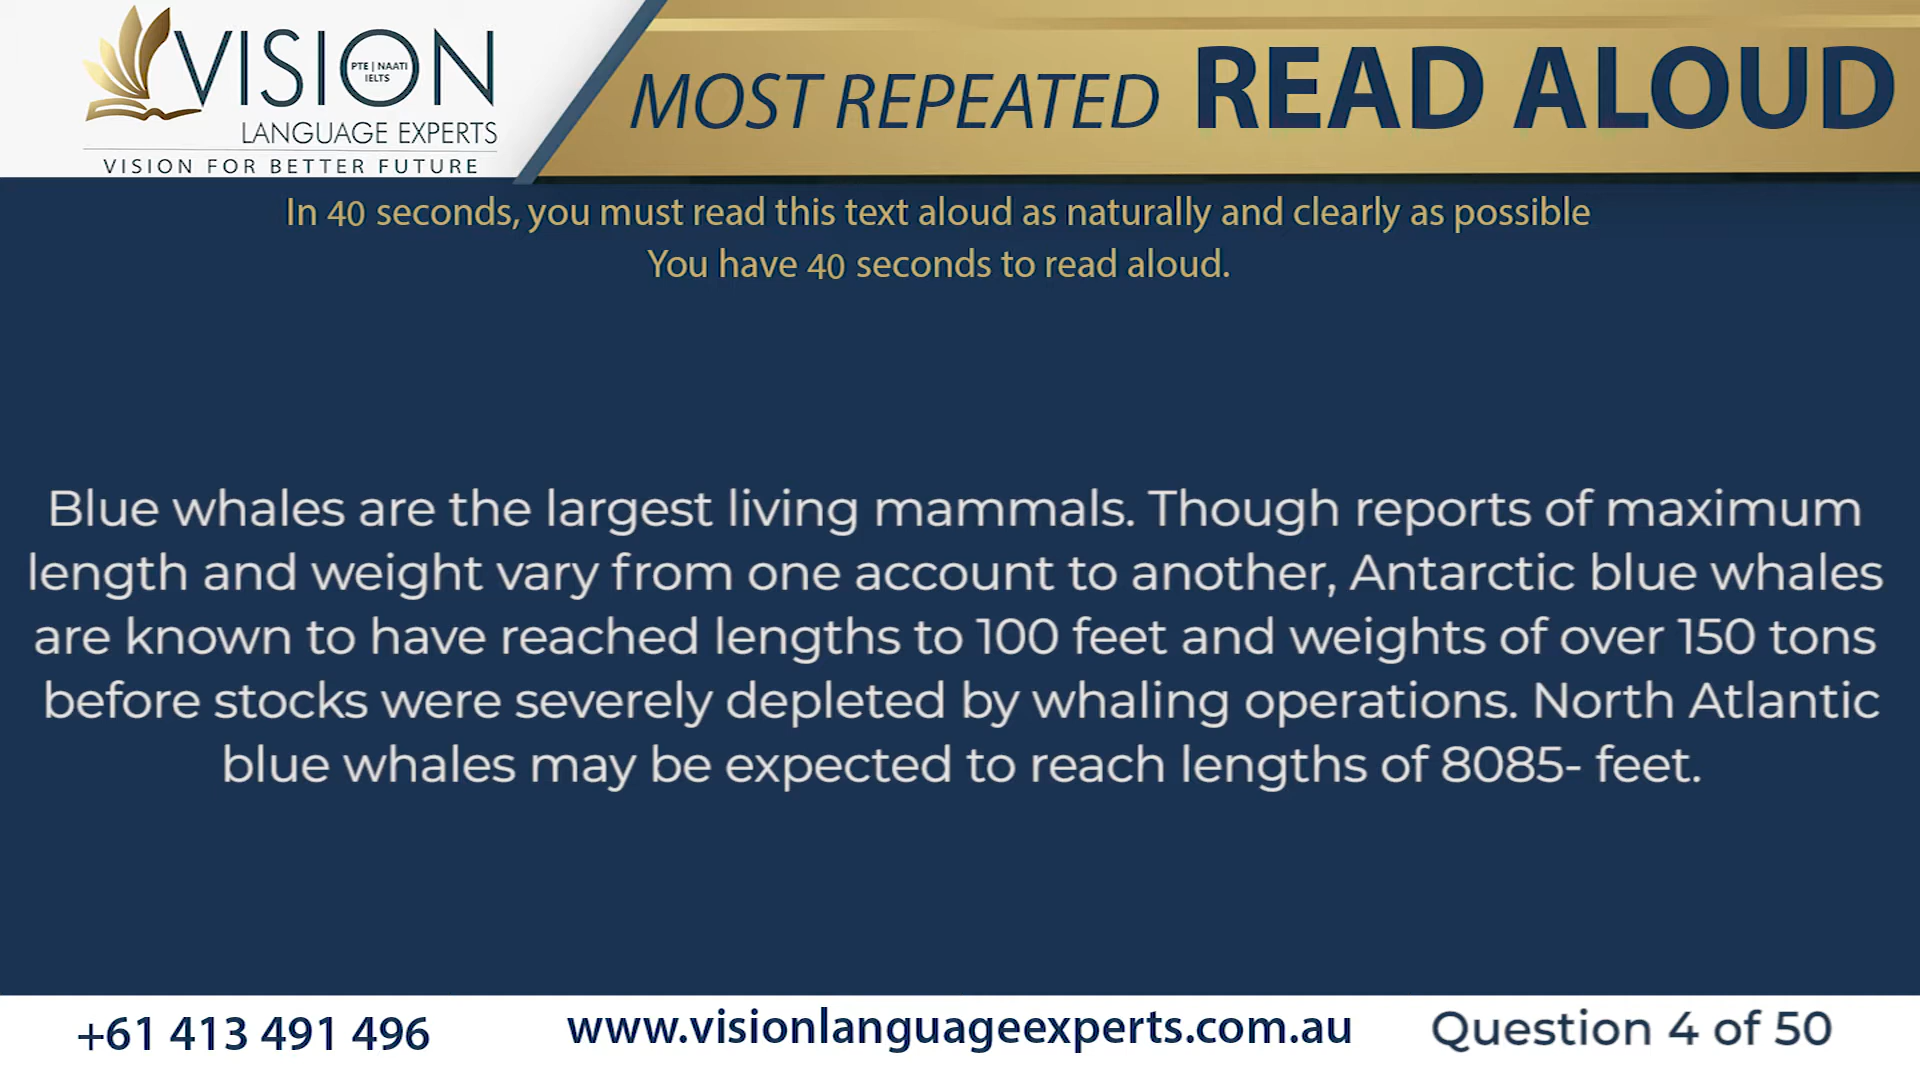 VISION
PTE | NAATI
IELTS
LANGUAGE EXPERTS
VISION FOR BETTER FUTURE
MOST REPEATED READ ALOUD
In 40 seconds, you must read this text aloud as naturally and clearly as possible
You have 40 seconds to read aloud.
Blue whales are the largest living mammals. Though reports of maximum
length and weight vary from one account to another, Antarctic blue whales
are known to have reached lengths to 100 feet and weights of over 150 tons
before stocks were severely depleted by whaling operations. North Atlantic
blue whales may be expected to reach lengths of 8085- feet.
+61 413 491 496
www.visionlanguageexperts.com.au
Question 4 of 50